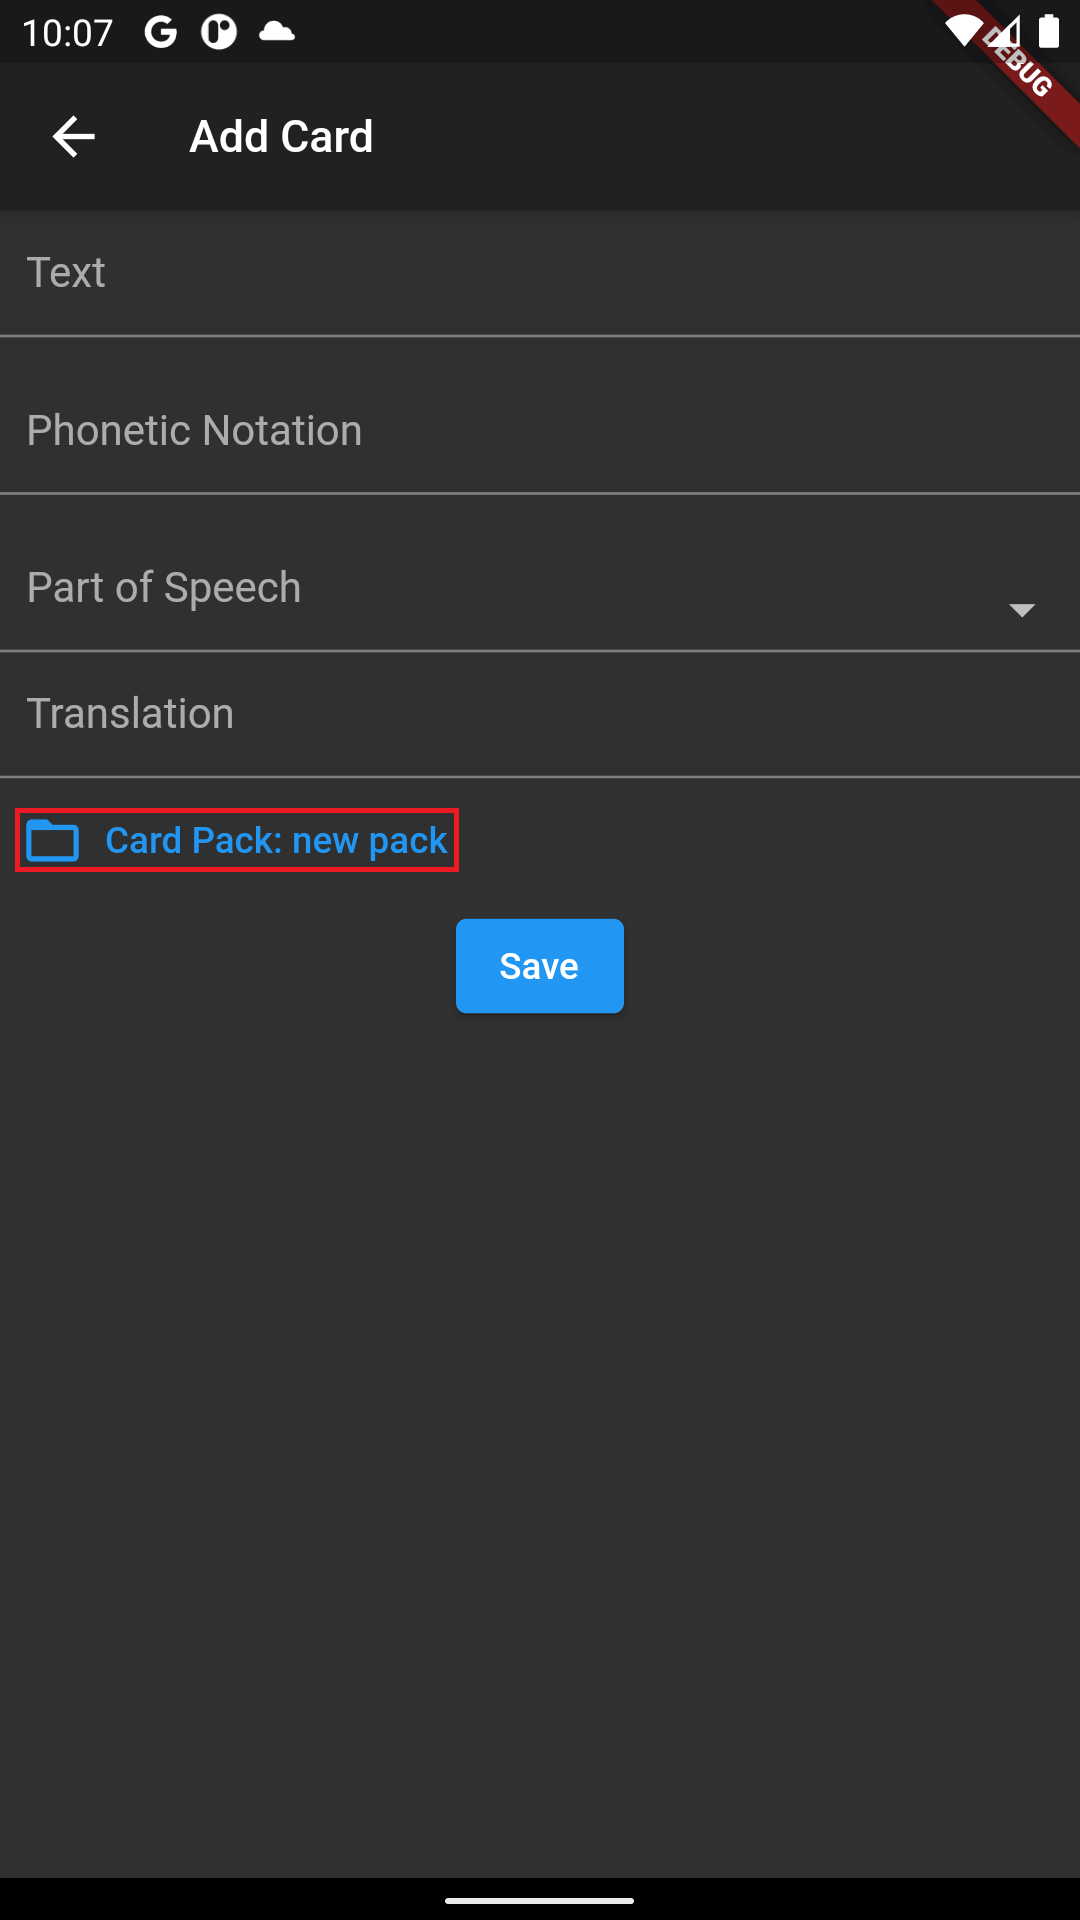 10:07
DEBUG
Add Card
Text
Phonetic Notation
Part of Speech
Translation
Card Pack: new pack
Save